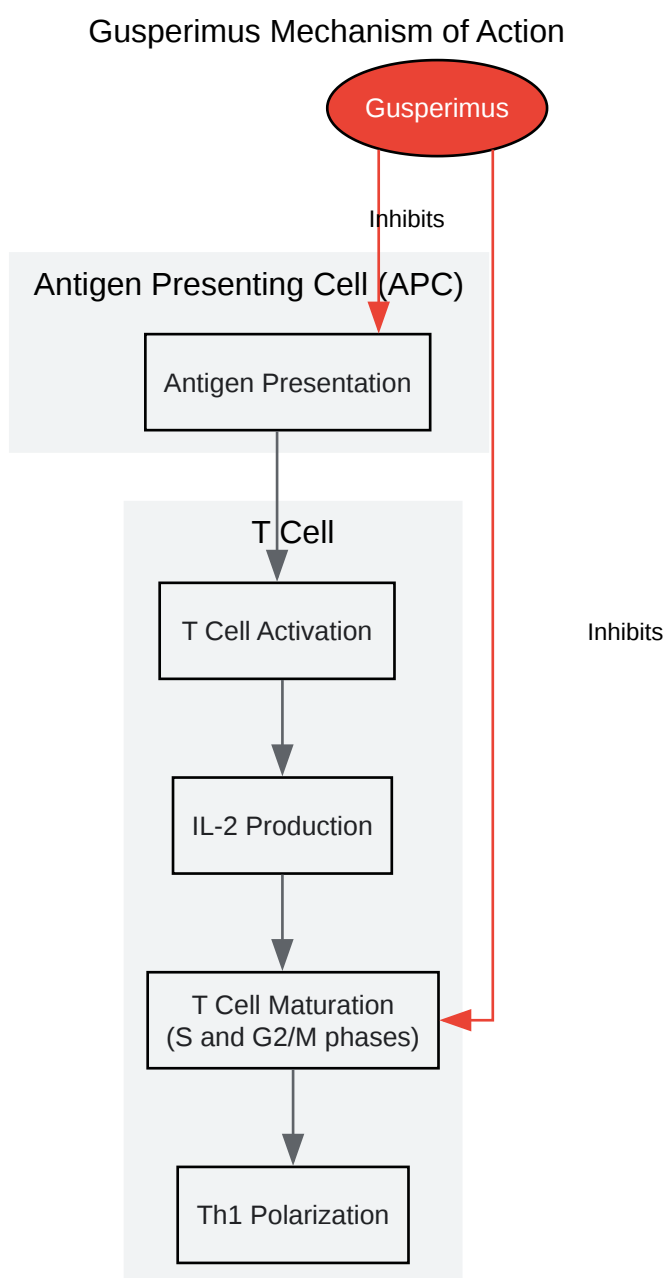 Gusperimus Mechanism of Action
Gusperimus
Inhibits
Antigen Presenting Cell (APC)
Antigen Presentation
T Cell
T Cell Activation
Inhibits
IL-2 Production
T Cell Maturation
(S and G2/M phases)
Th1 Polarization